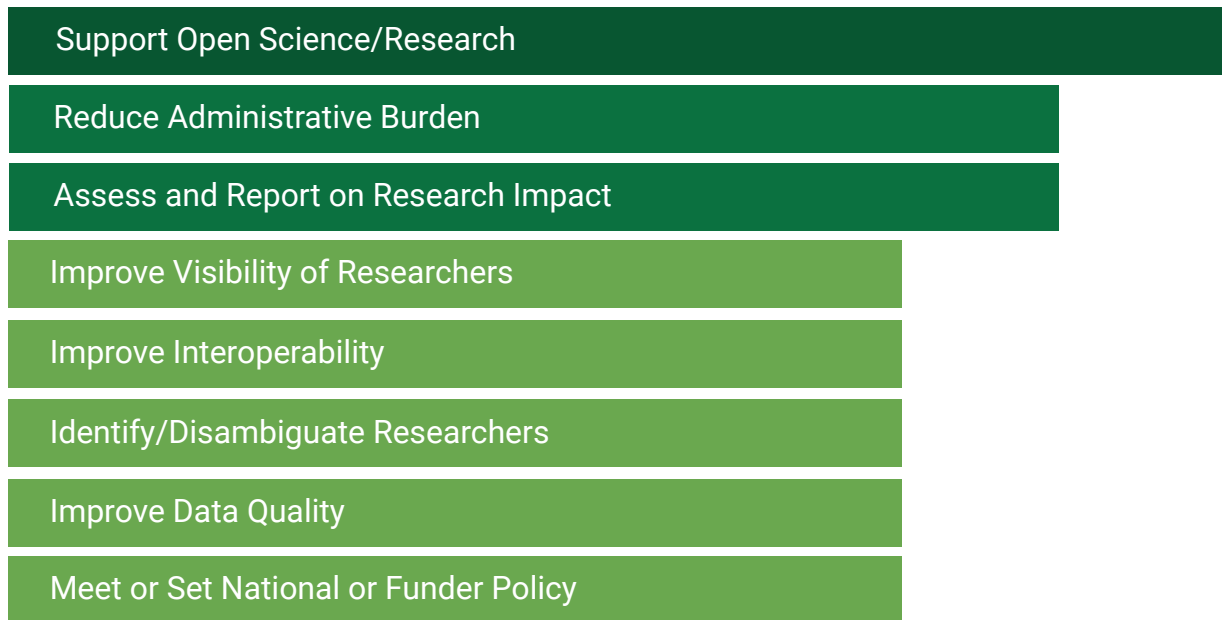 Support Open Science/Research
Reduce Administrative Burden
Assess and Report on Research Impact
Improve Visibility of Researchers
Improve Interoperability
Identify/Disambiguate Researchers
Improve Data Quality
Meet or Set National or Funder Policy